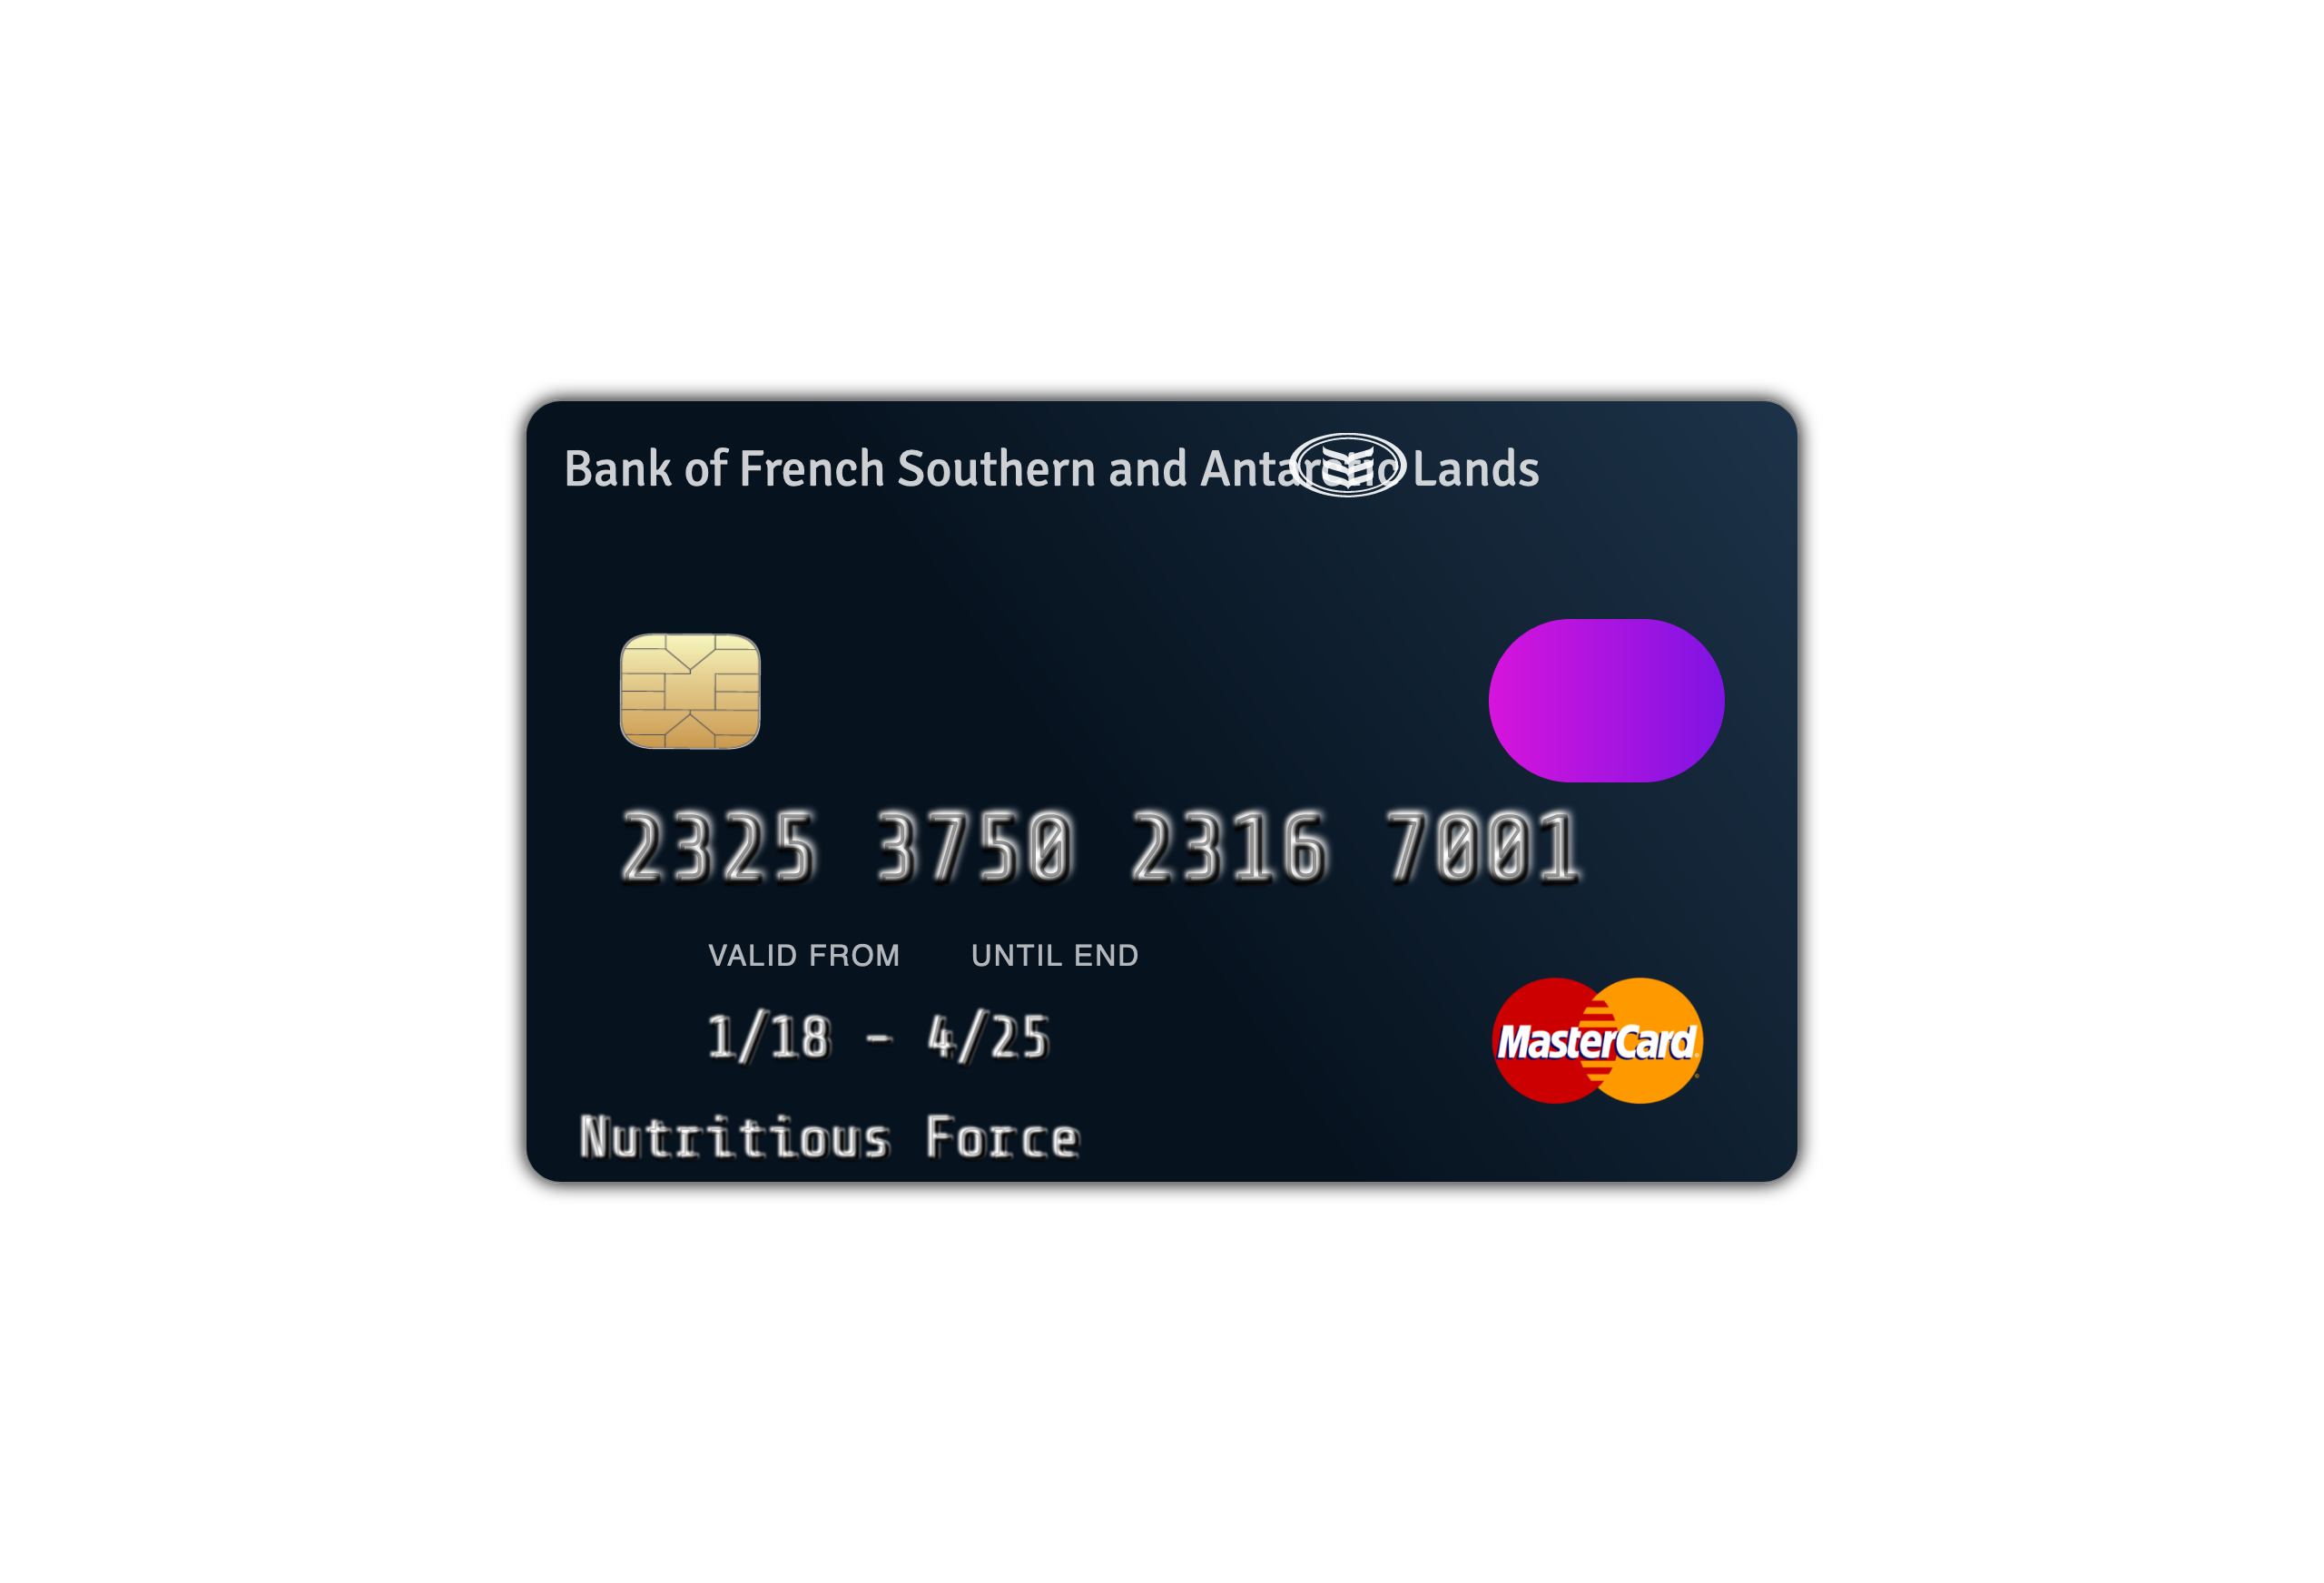 Bank of French Southern and Antarctic Lands
2325 3750 2316 7001
VALID FROM UNTIL END
1/18 - 4/25
MasterCard
Nutritious Force